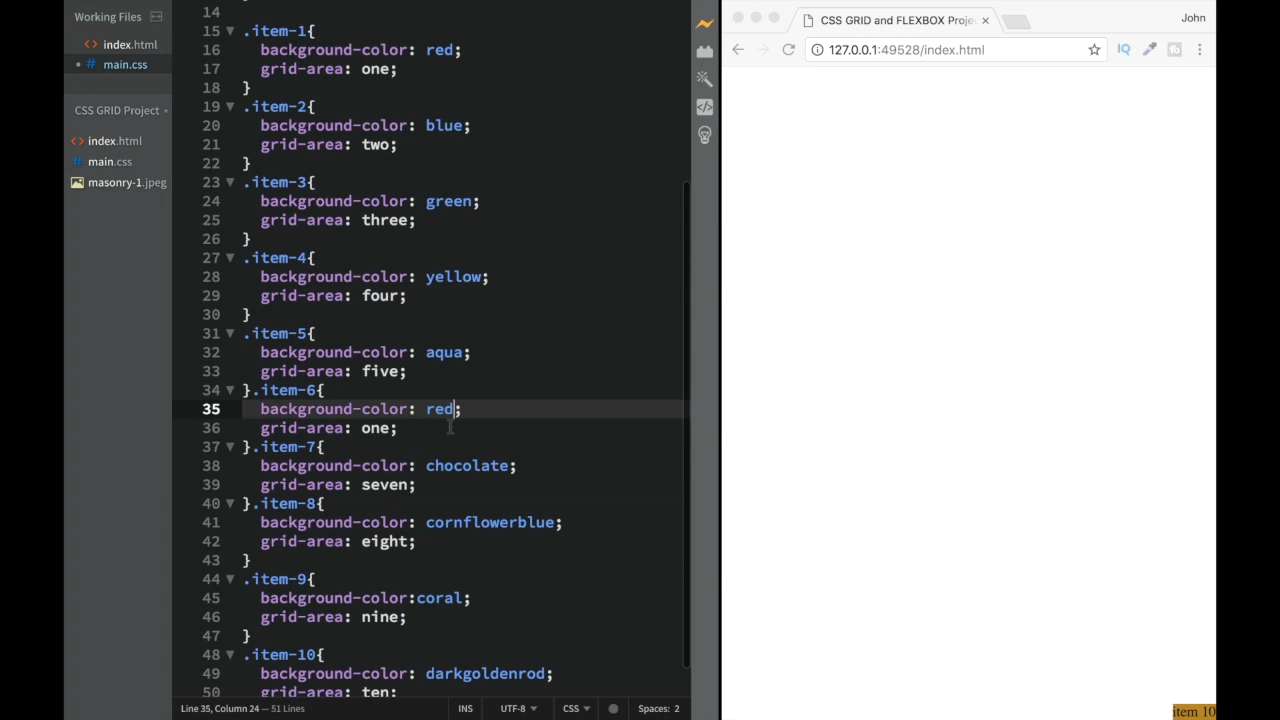 Working Files
index.html
main.css
CSS GRID Project
index.html
main.css
masonry-1.jpeg
14
15 .item-1{
16 background-color: red;
17 grid-area: one;
18 }
19 .item-2{
20 background-color: blue;
21 grid-area: two;
22 }
23 .item-3{
24 background-color: green;
25 grid-area: three;
26 }
27 .item-4{
28 background-color: yellow;
29 grid-area: four;
30 }
31 .item-5{
32 background-color: aqua;
33 grid-area: five;
34 }.item-6{
35 background-color: red;
36 grid-area: one;
37 }.item-7{
38 background-color: chocolate;
39 grid-area: seven;
40 }.item-8{
41 background-color: cornflowerblue;
42 grid-area: eight;
43 }
44 .item-9{
45 background-color:coral;
46 grid-area: nine;
47 }
48 .item-10{
49 background-color: darkgoldenrod;
50 grid-area: ten;
Line 35, Column 24 — 51 Lines
INS UTF-8 CSS Spaces: 2
CSS GRID and FLEXBOX Proje
John
127.0.0.1:49528/index.html
IQ
item 10